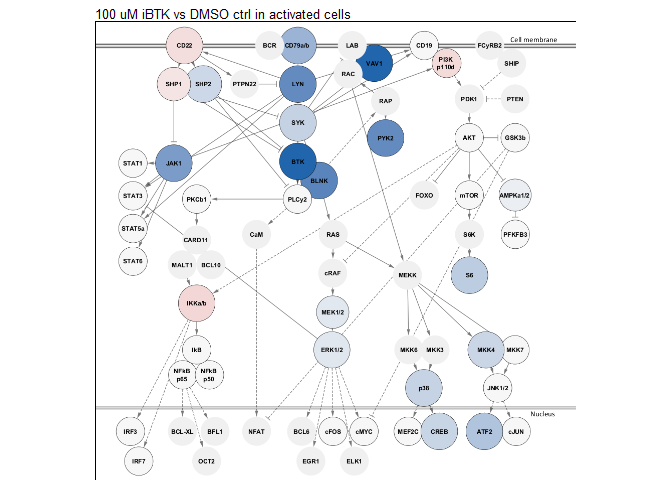 100 uM iBTK vs DMSO ctrl in activated cells
Cell membrane
CD22
BCR
CD79a/b
LAB
CD19
FCyRB2
VAV1
RAC
PI3K
p110d
SHIP
SHP1
SHP2
PTPN22
LYN
RAP
PDK1
PTEN
SYK
PYK2
AKT
GSK3b
STAT1
JAK1
BTK
BLNK
STAT3
PKCb1
PLCy2
FOXO
mTOR
AMPKa1/2
STAT5a
CARD11
CaM
RAS
S6K
PFKFB3
STAT6
MALT1
BCL10
cRAF
MEKK
S6
IKKa/b
MEK1/2
IkB
ERK1/2
MKK6
MKK3
MKK4
MKK7
NFkB
p65
NFkB
p50
p38
JNK1/2
Nucleus
IRF3
BCL-XL
BFL1
NFAT
BCL6
cFOS
cMYC
MEF2C
CREB
ATF2
cJUN
IRF7
OCT2
EGR1
ELK1